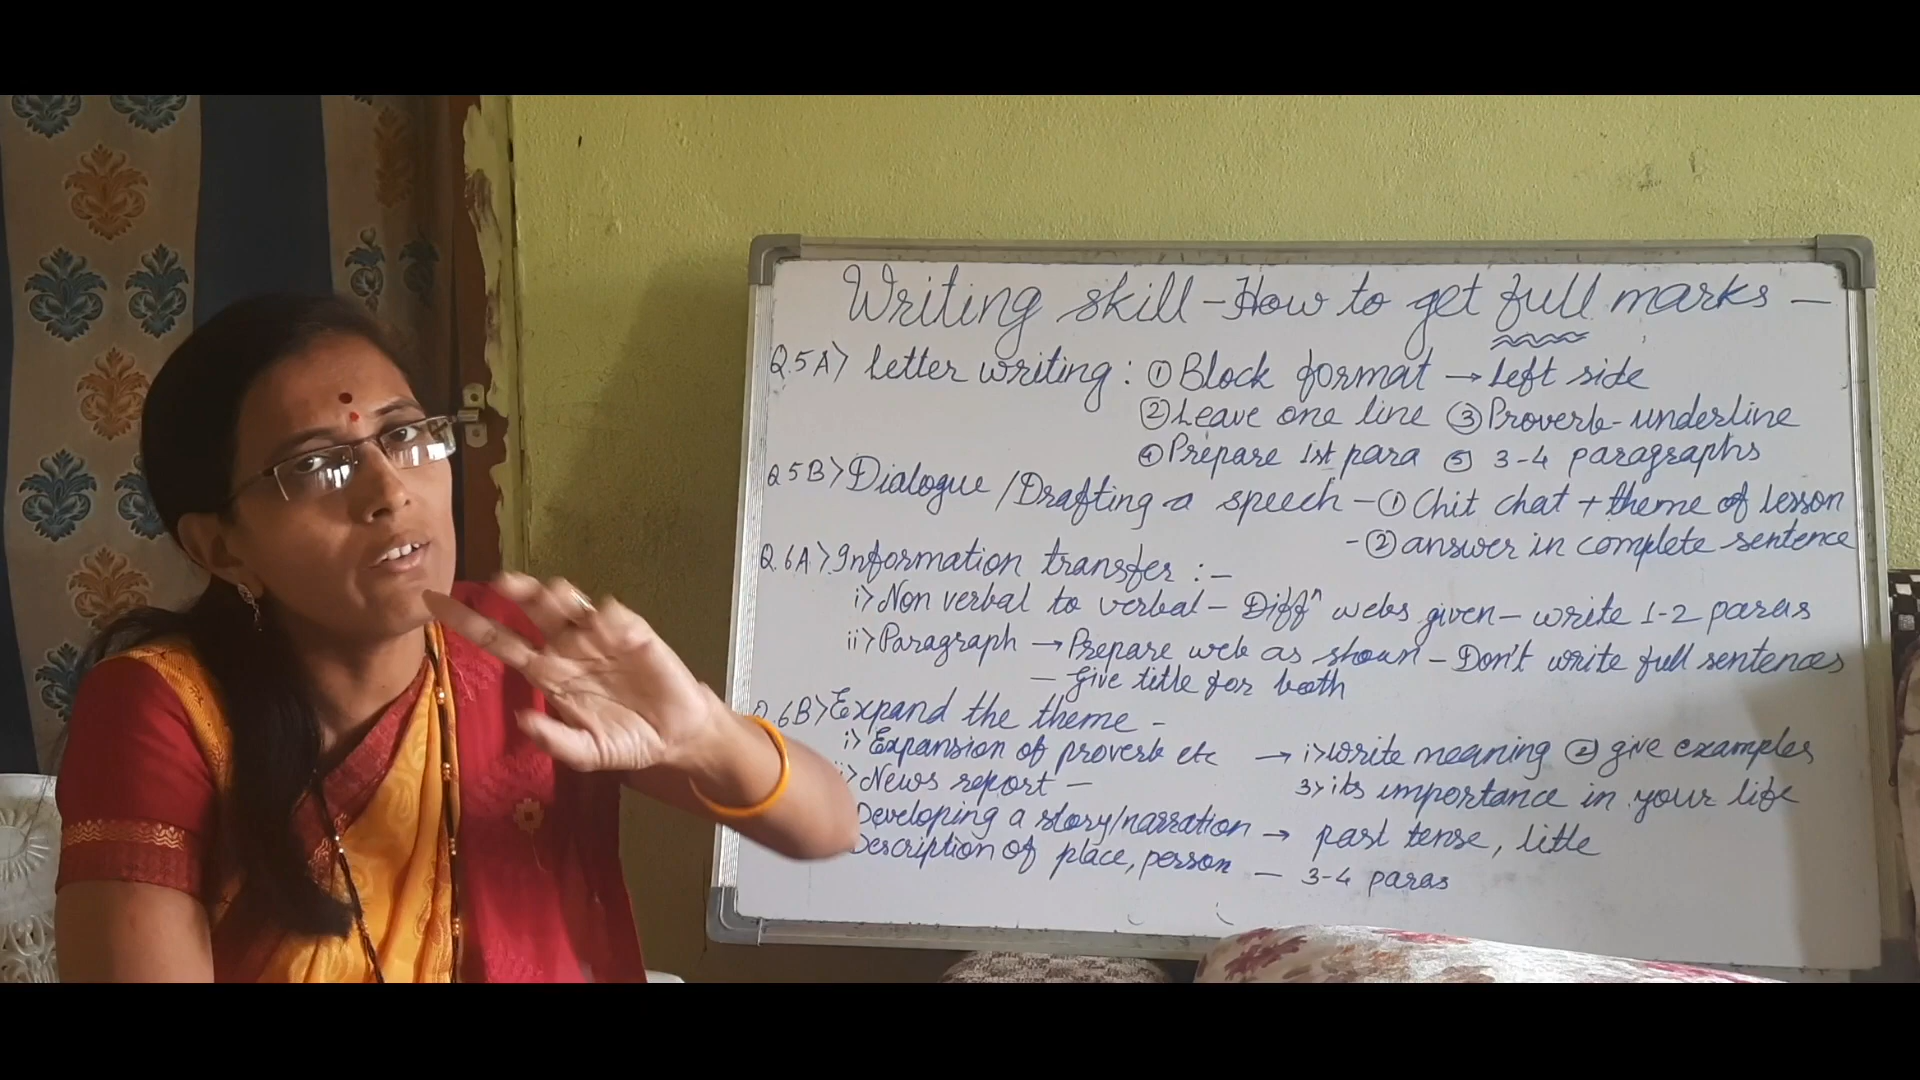 Writing skill - How to get full marks -
Q.5A> Letter writing : ① Block format → Left side
② Leave one line ③ Proverb - underline
④ Prepare 1st para ⑤ 3-4 paragraphs
Q5B> Dialogue / Drafting a speech - ① Chit chat + theme of lesson
- ② answer in complete sentence
Q.6A> Information transfer :-
i> Non verbal to verbal - Diffⁿ webs given - write 1-2 paras
ii> Paragraph → Prepare web as shown - Don't write full sentences
- Give title for both
Q.6B> Expand the theme -
i> Expansion of proverb etc → i> write meaning ② give examples
ii> News report - 3> its importance in your life
Developing a story/narration → past tense, title
Description of place, person - 3-4 paras